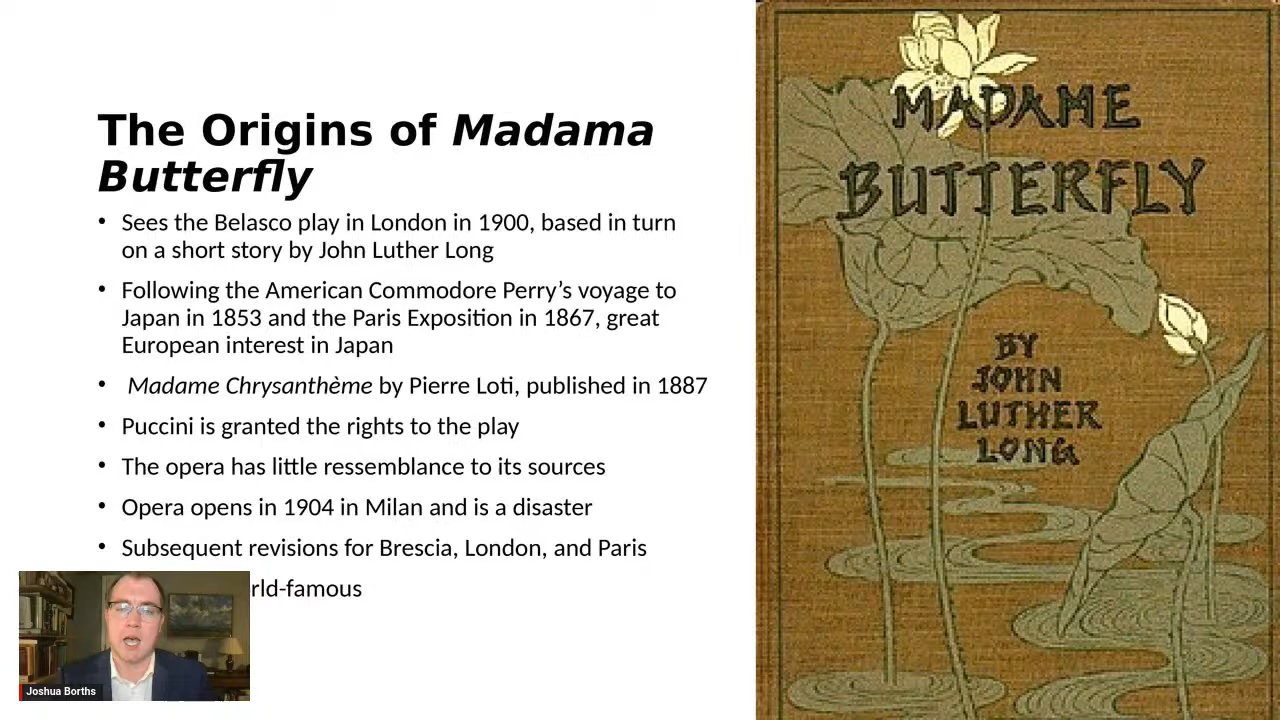 The Origins of Madama
Butterfly
• Sees the Belasco play in London in 1900, based in turn
on a short story by John Luther Long
• Following the American Commodore Perry’s voyage to
Japan in 1853 and the Paris Exposition in 1867, great
European interest in Japan
• Madame Chrysanthème by Pierre Loti, published in 1887
• Puccini is granted the rights to the play
• The opera has little ressemblance to its sources
• Opera opens in 1904 in Milan and is a disaster
• Subsequent revisions for Brescia, London, and Paris
rld-famous
Joshua Borths
MADAME
BUTTERFLY
BY
JOHN
LUTHER
LONG